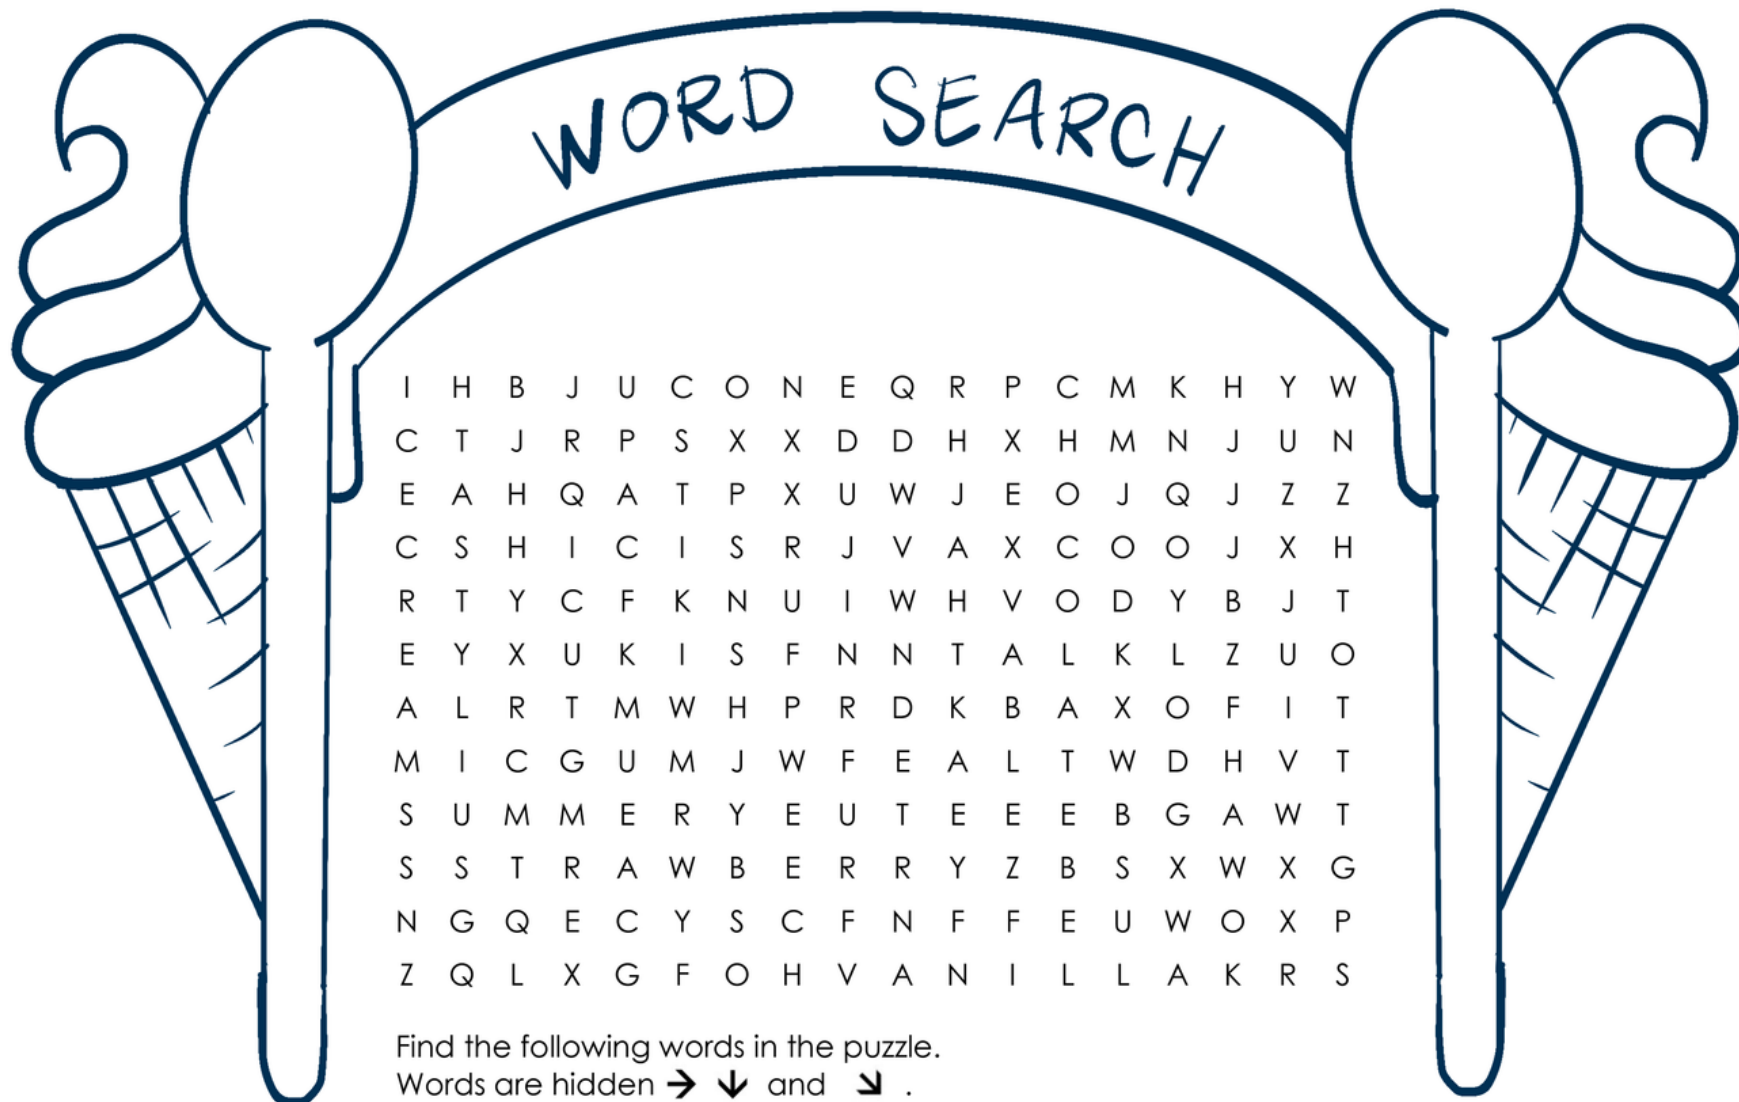 WORD SEARCH
I H B J U C O N E Q R P C M K H Y W
C T J R P S X X D D H X H M N J U N
E A H Q A T P X U W J E O J Q J Z Z
C S H I C I S R J V A X C O O J X H
R T Y C F K N U I W H V O D Y B J T
E Y X U K I S F N N T A L K L Z U O
A L R T M W H P R D K B A X O F I T
M I C G U M J W F E A L T W D H V T
S U M M E R Y E U T E E E B G A W T
S S T R A W B E R R Y Z B S X W X G
N G Q E C Y S C F N F F E U W O X P
Z Q L X G F O H V A N I L L A K R S
Find the following words in the puzzle.
Words are hidden → ↓ and ↘ .